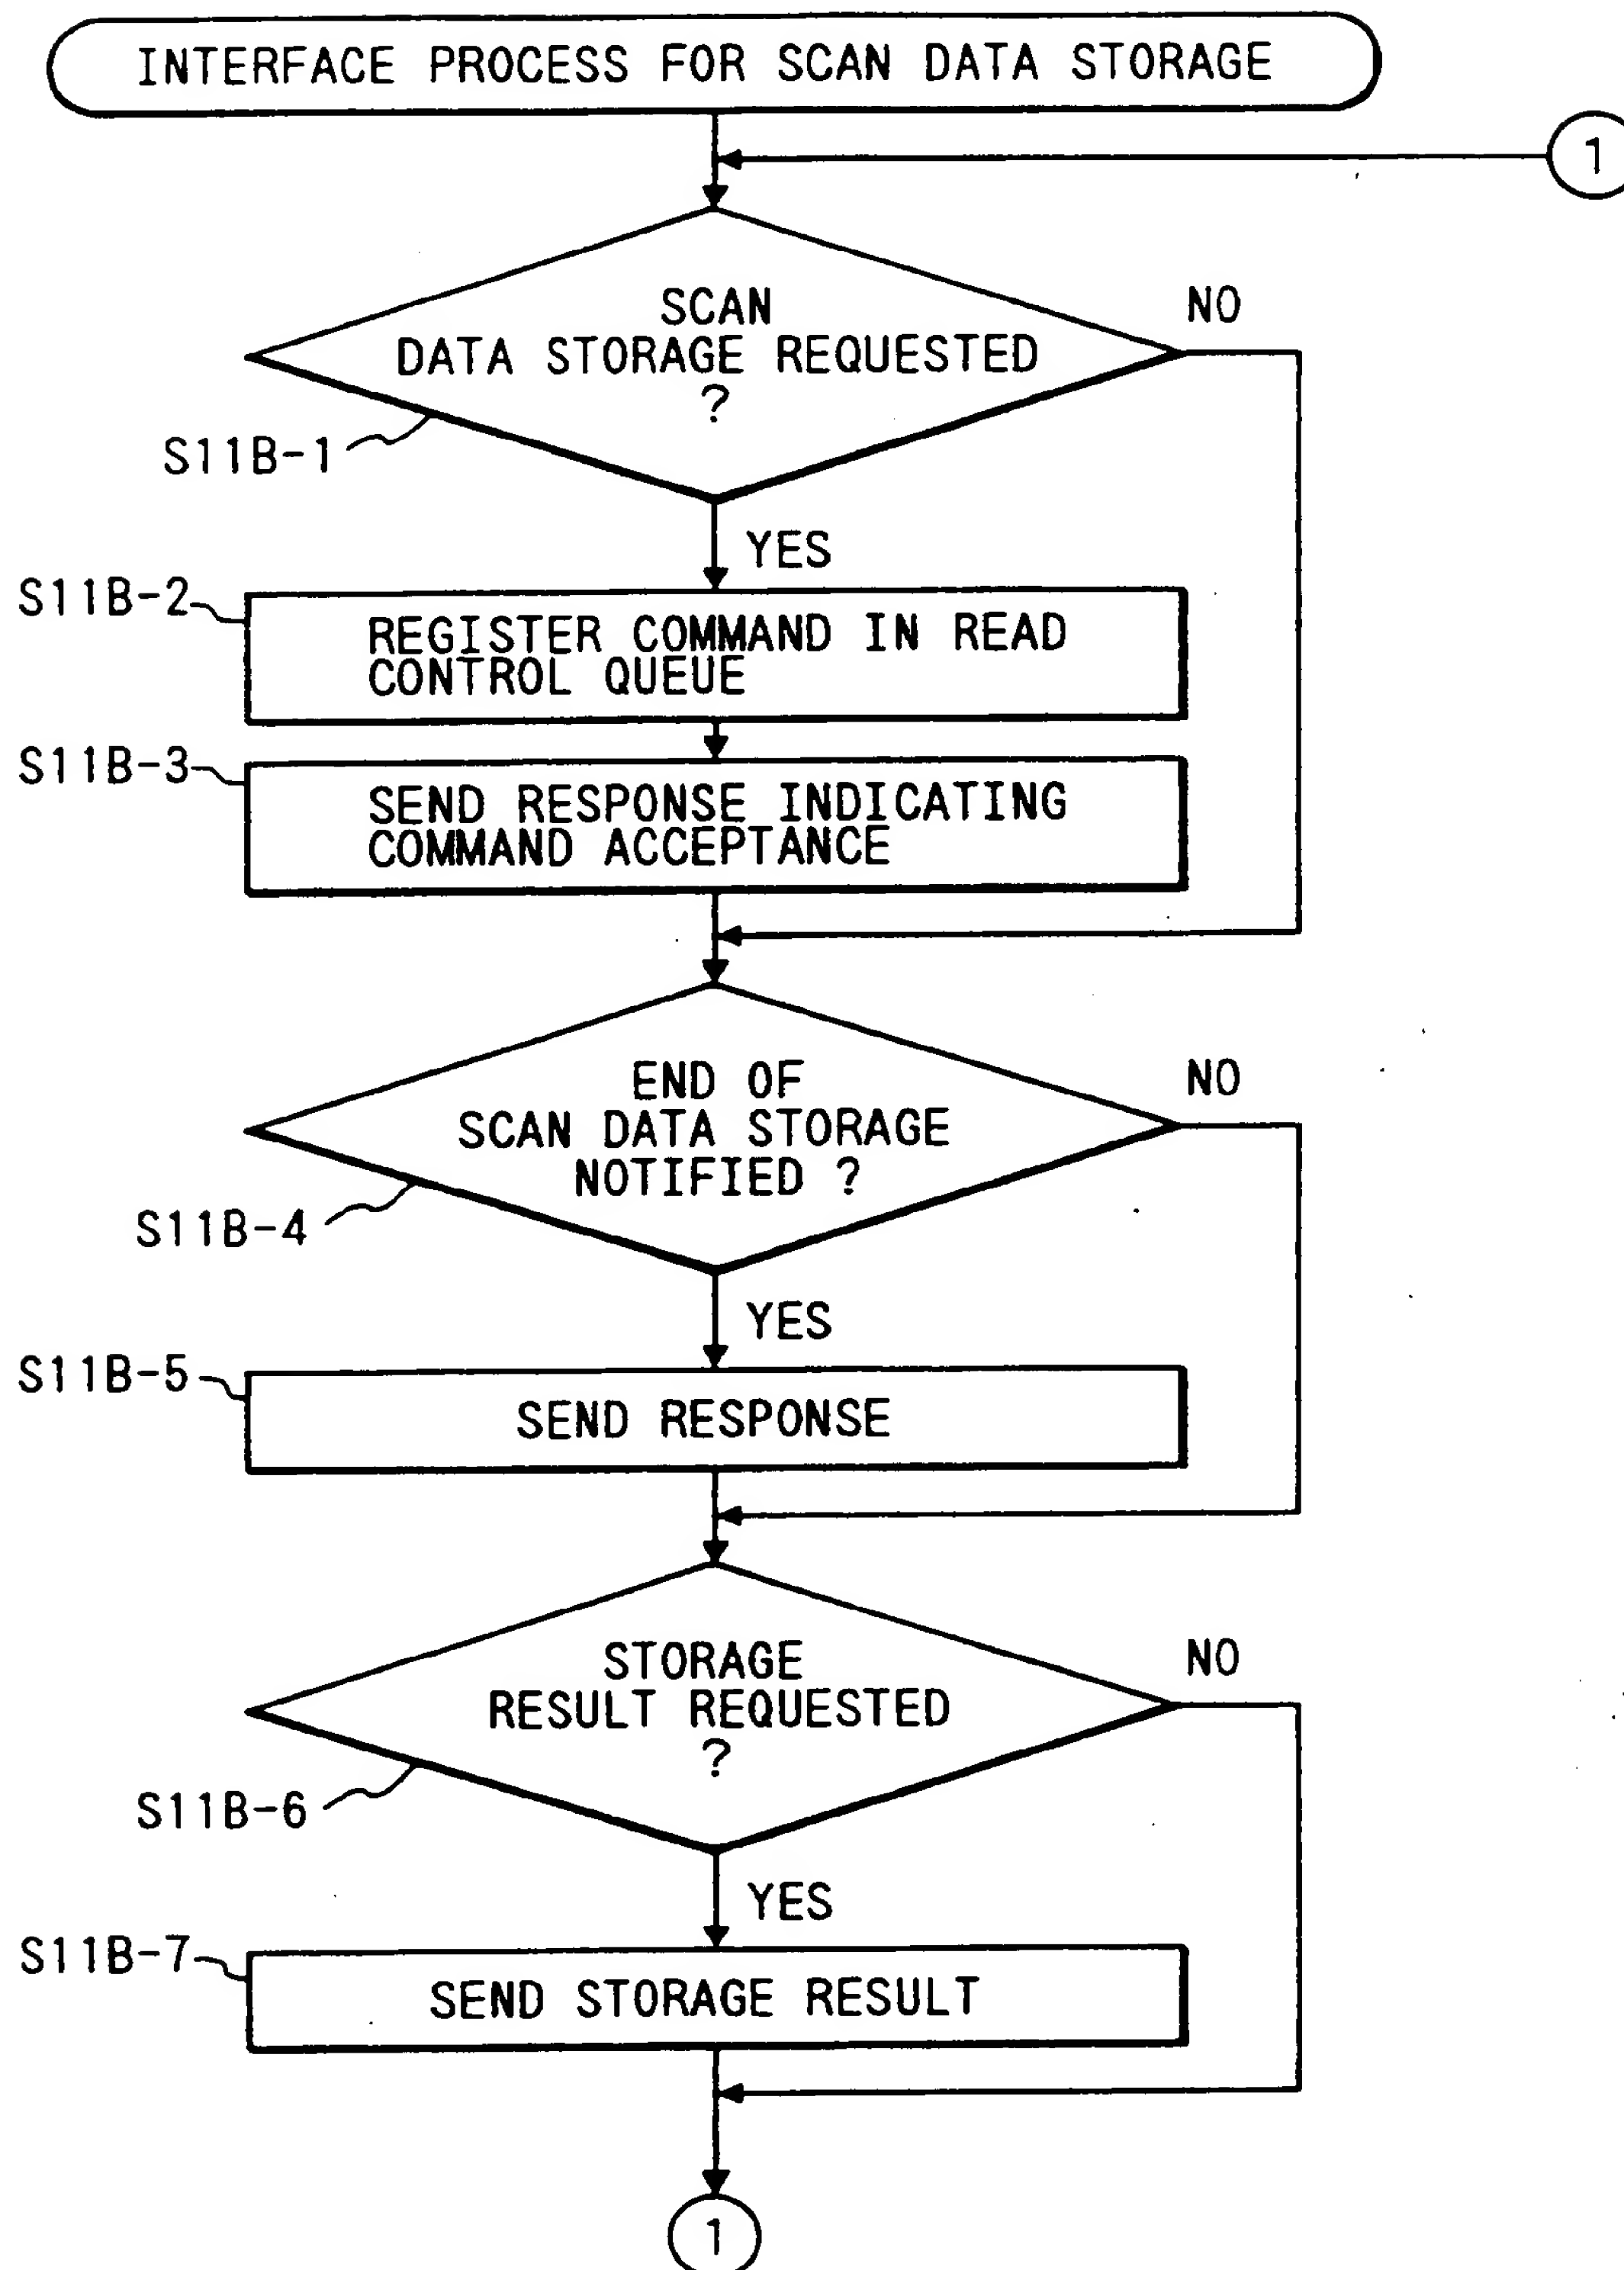 INTERFACE PROCESS FOR SCAN DATA STORAGE
1
SCAN
DATA STORAGE REQUESTED
?
NO
S11B-1
YES
S11B-2
REGISTER COMMAND IN READ
CONTROL QUEUE
S11B-3
SEND RESPONSE INDICATING
COMMAND ACCEPTANCE
END OF
SCAN DATA STORAGE
NOTIFIED ?
NO
S11B-4
YES
S11B-5
SEND RESPONSE
STORAGE
RESULT REQUESTED
?
NO
S11B-6
YES
S11B-7
SEND STORAGE RESULT
1